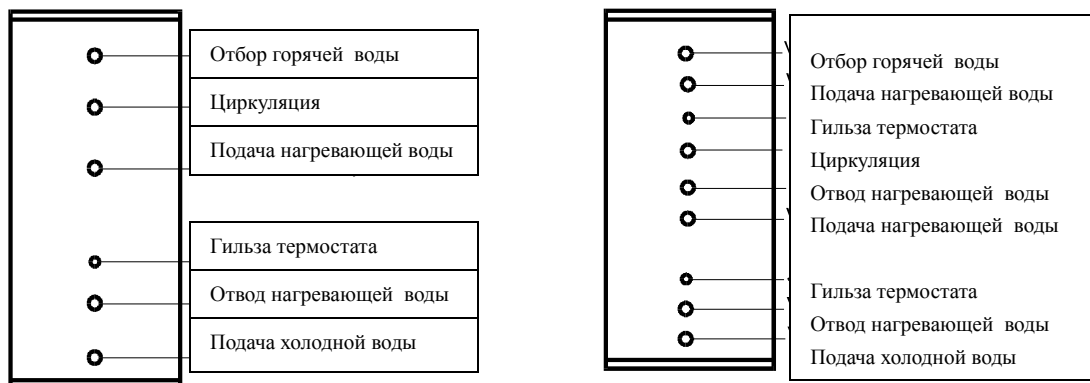 Отбор горячей воды
Циркуляция
Подача нагревающей воды
Гильза термостата
Отвод нагревающей воды
Подача холодной воды
Отбор горячей воды
Подача нагревающей воды
Гильза термостата
Циркуляция
Отвод нагревающей воды
Подача нагревающей воды
Гильза термостата
Отвод нагревающей воды
Подача холодной воды